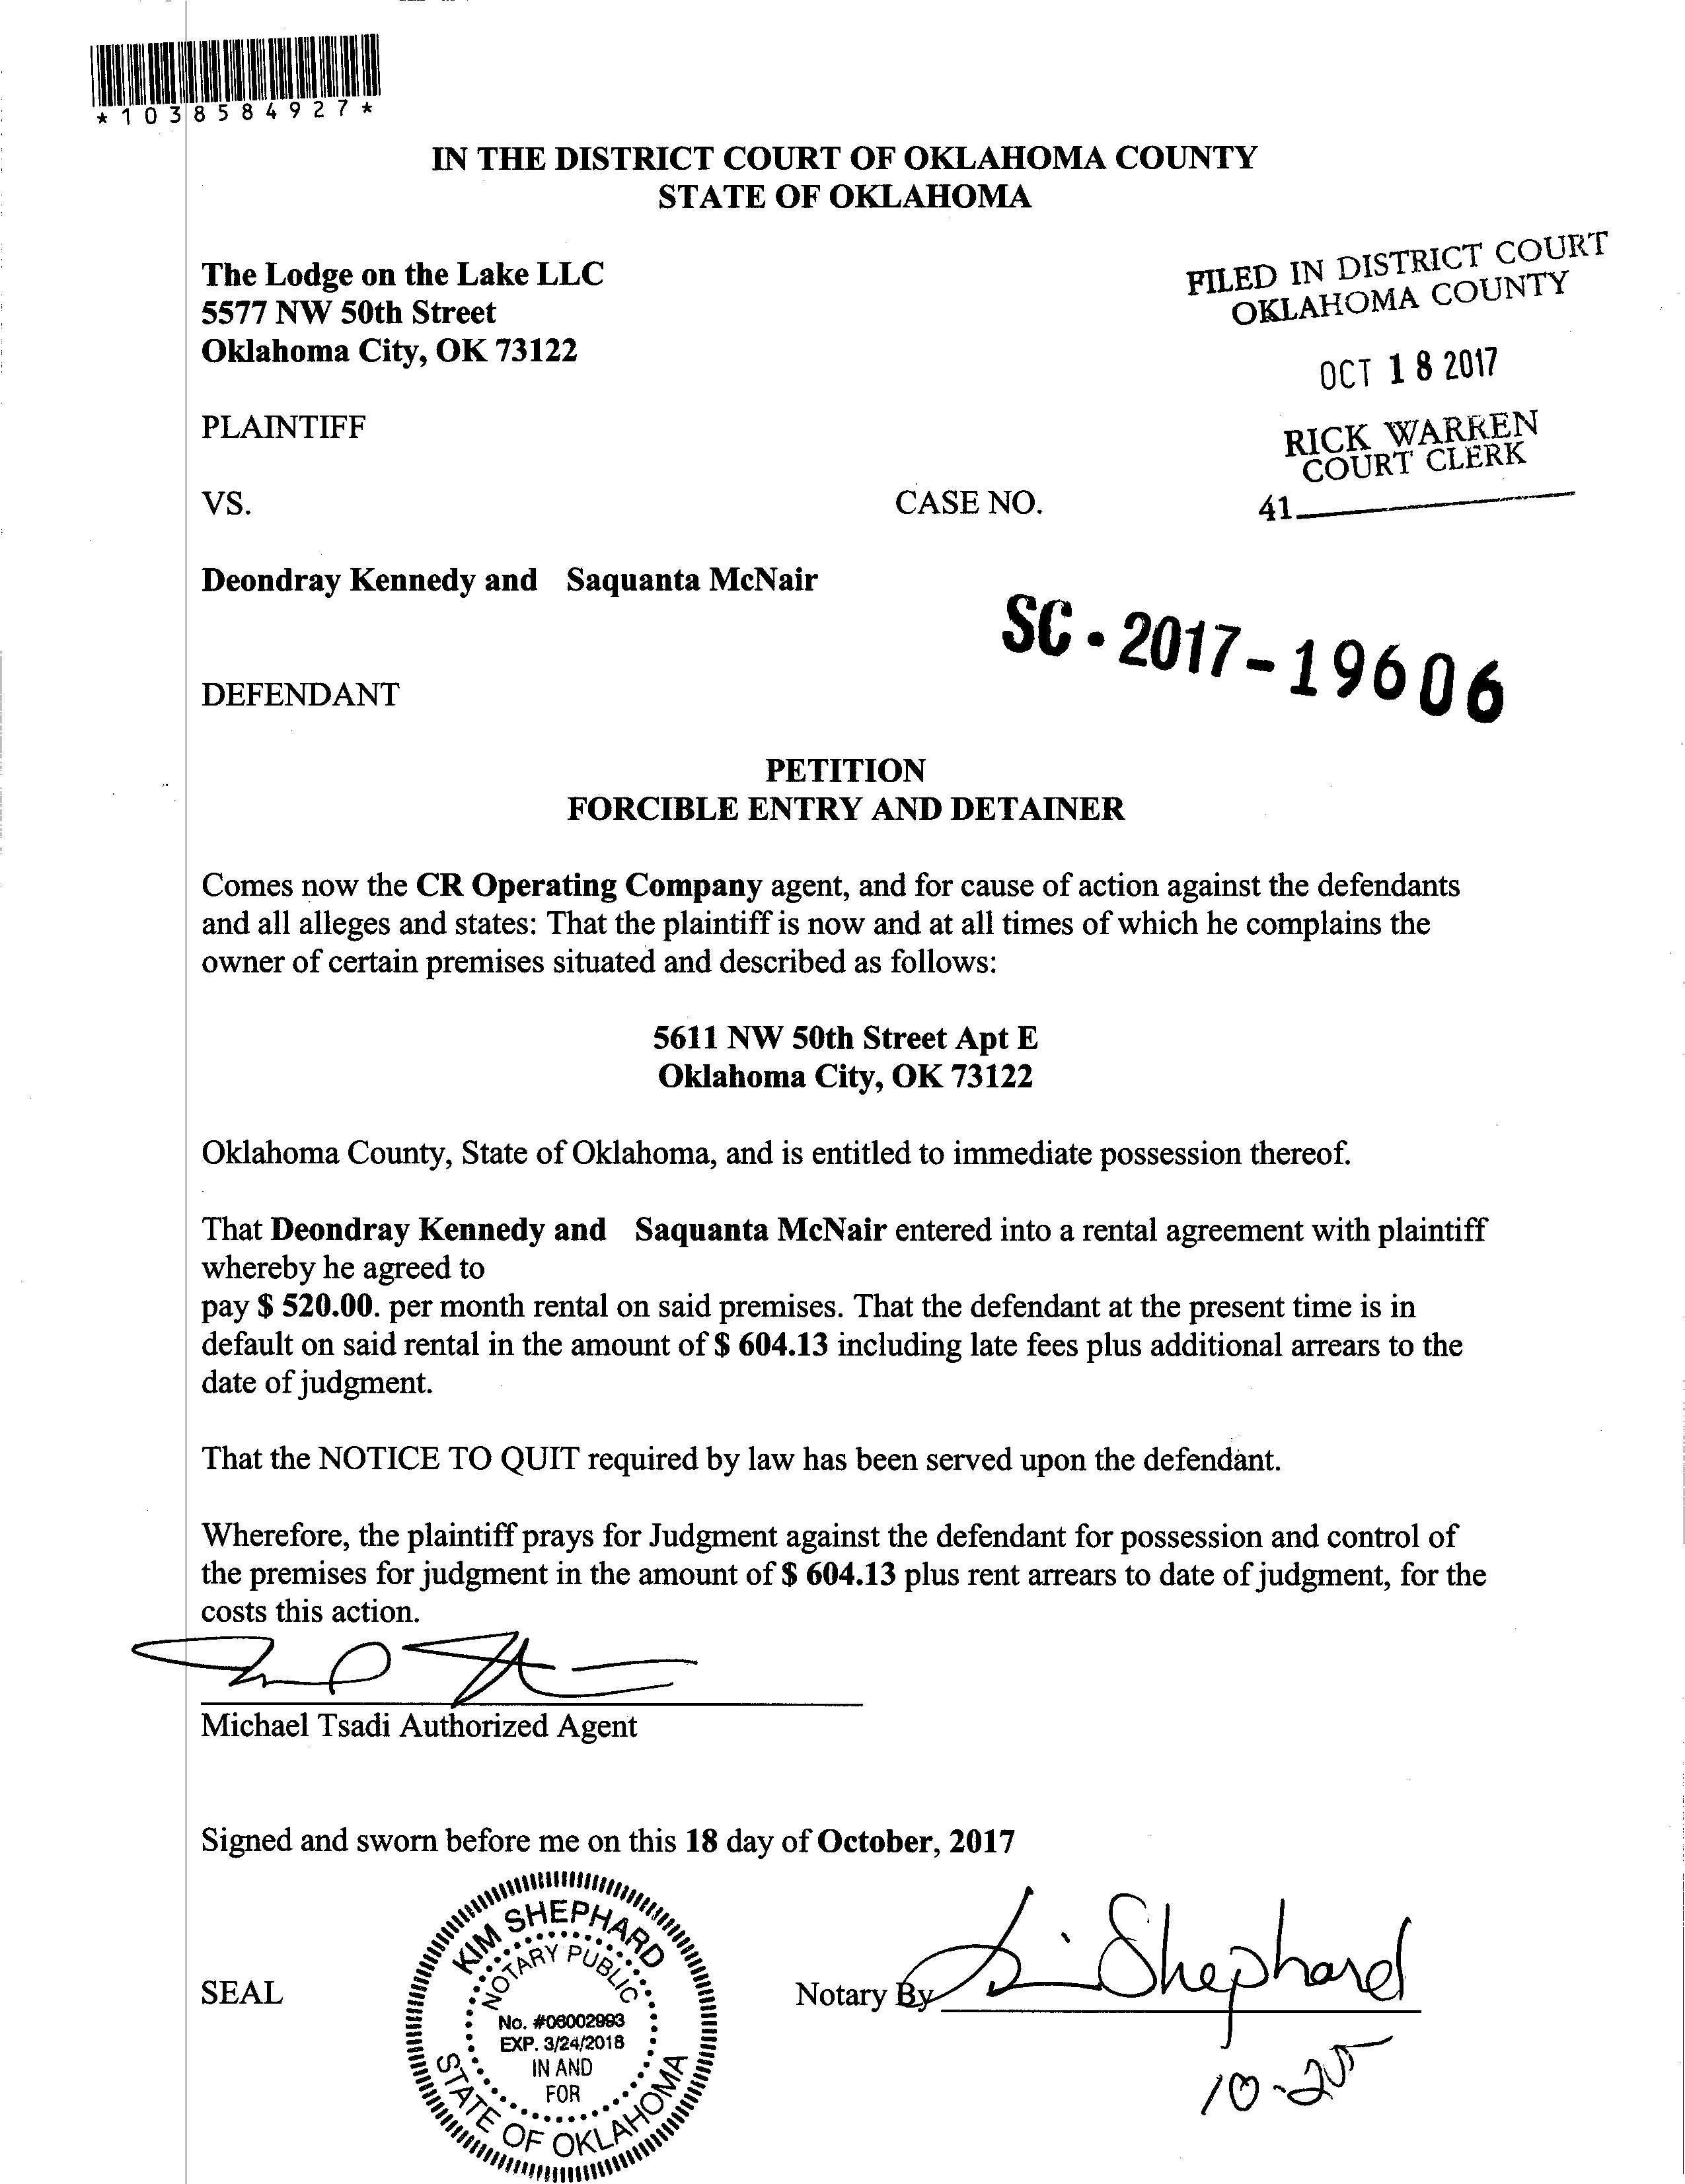 *1038584927*
IN THE DISTRICT COURT OF OKLAHOMA COUNTY
STATE OF OKLAHOMA
The Lodge on the Lake LLC
5577 NW 50th Street
Oklahoma City, OK 73122
FILED IN DISTRICT COURT
OKLAHOMA COUNTY
OCT 18 2017
RICK WARREN
COURT CLERK
41
PLAINTIFF
VS.
CASE NO.
Deondray Kennedy and Saquanta McNair
SC-2017-19606
DEFENDANT
PETITION
FORCIBLE ENTRY AND DETAINER
Comes now the CR Operating Company agent, and for cause of action against the defendants
and all alleges and states: That the plaintiff is now and at all times of which he complains the
owner of certain premises situated and described as follows:
5611 NW 50th Street Apt E
Oklahoma City, OK 73122
Oklahoma County, State of Oklahoma, and is entitled to immediate possession thereof.
That Deondray Kennedy and Saquanta McNair entered into a rental agreement with plaintiff
whereby he agreed to
pay $ 520.00. per month rental on said premises. That the defendant at the present time is in
default on said rental in the amount of $ 604.13 including late fees plus additional arrears to the
date of judgment.
That the NOTICE TO QUIT required by law has been served upon the defendant.
Wherefore, the plaintiff prays for Judgment against the defendant for possession and control of
the premises for judgment in the amount of $ 604.13 plus rent arrears to date of judgment, for the
costs this action.
Michael Tsadi Authorized Agent
Signed and sworn before me on this 18 day of October, 2017
SEAL
KIM SHEPHARD
NOTARY PUBLIC
No. #06002993
EXP. 3/24/2018
IN AND
FOR
STATE OF OKLAHOMA
Notary By Shephard